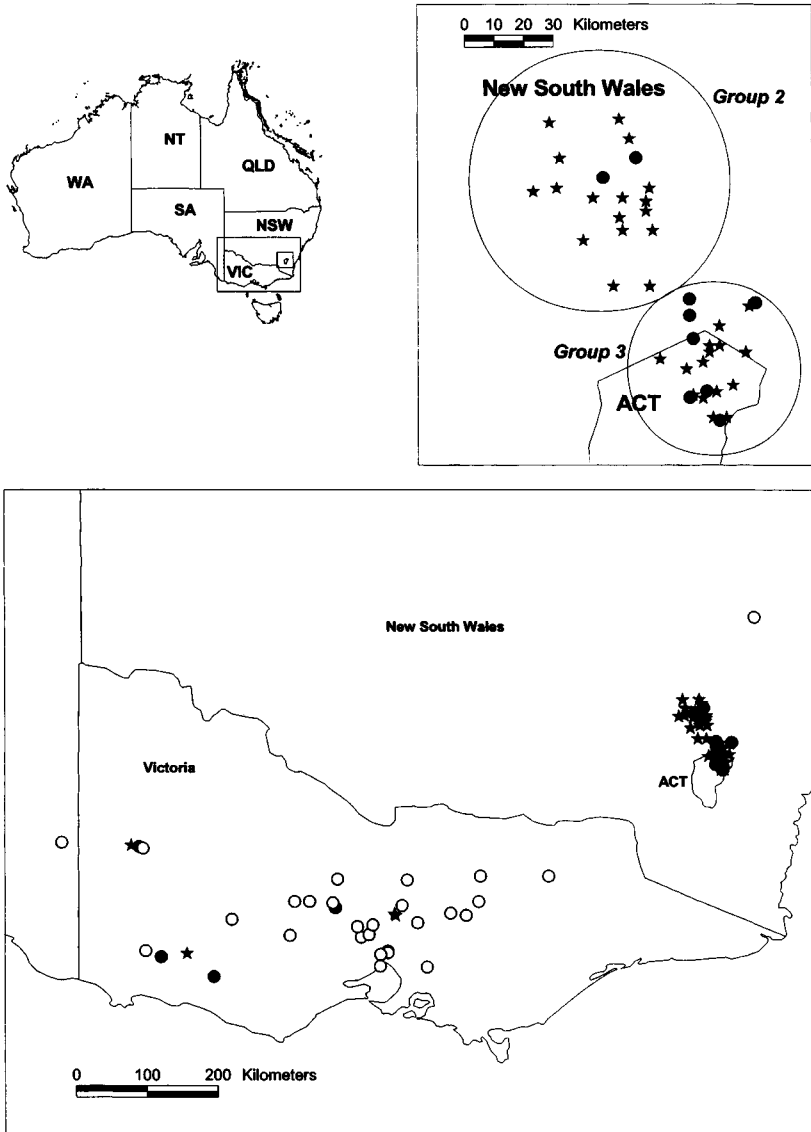 0 10 20 30 Kilometers
New South Wales
Group 2
Group 3
ACT
NT
WA
QLD
SA
NSW
VIC
New South Wales
Victoria
ACT
0 100 200 Kilometers